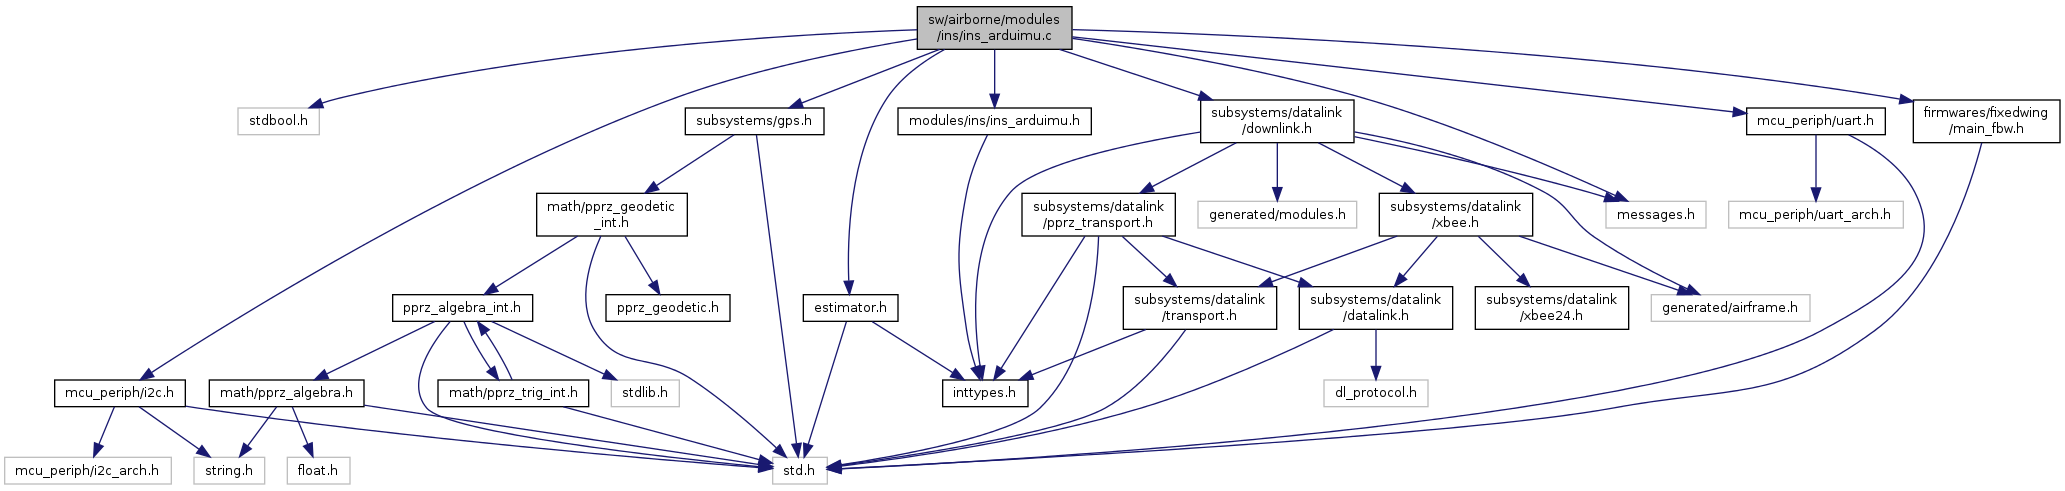 sw/airborne/modules
/ins/ins_arduimu.c
stdbool.h
subsystems/gps.h
modules/ins/ins_arduimu.h
subsystems/datalink
/downlink.h
mcu_periph/uart.h
firmwares/fixedwing
/main_fbw.h
math/pprz_geodetic
_int.h
subsystems/datalink
/pprz_transport.h
generated/modules.h
subsystems/datalink
/xbee.h
messages.h
mcu_periph/uart_arch.h
pprz_algebra_int.h
pprz_geodetic.h
estimator.h
subsystems/datalink
/transport.h
subsystems/datalink
/datalink.h
subsystems/datalink
/xbee24.h
generated/airframe.h
mcu_periph/i2c.h
math/pprz_algebra.h
math/pprz_trig_int.h
stdlib.h
inttypes.h
dl_protocol.h
mcu_periph/i2c_arch.h
string.h
float.h
std.h